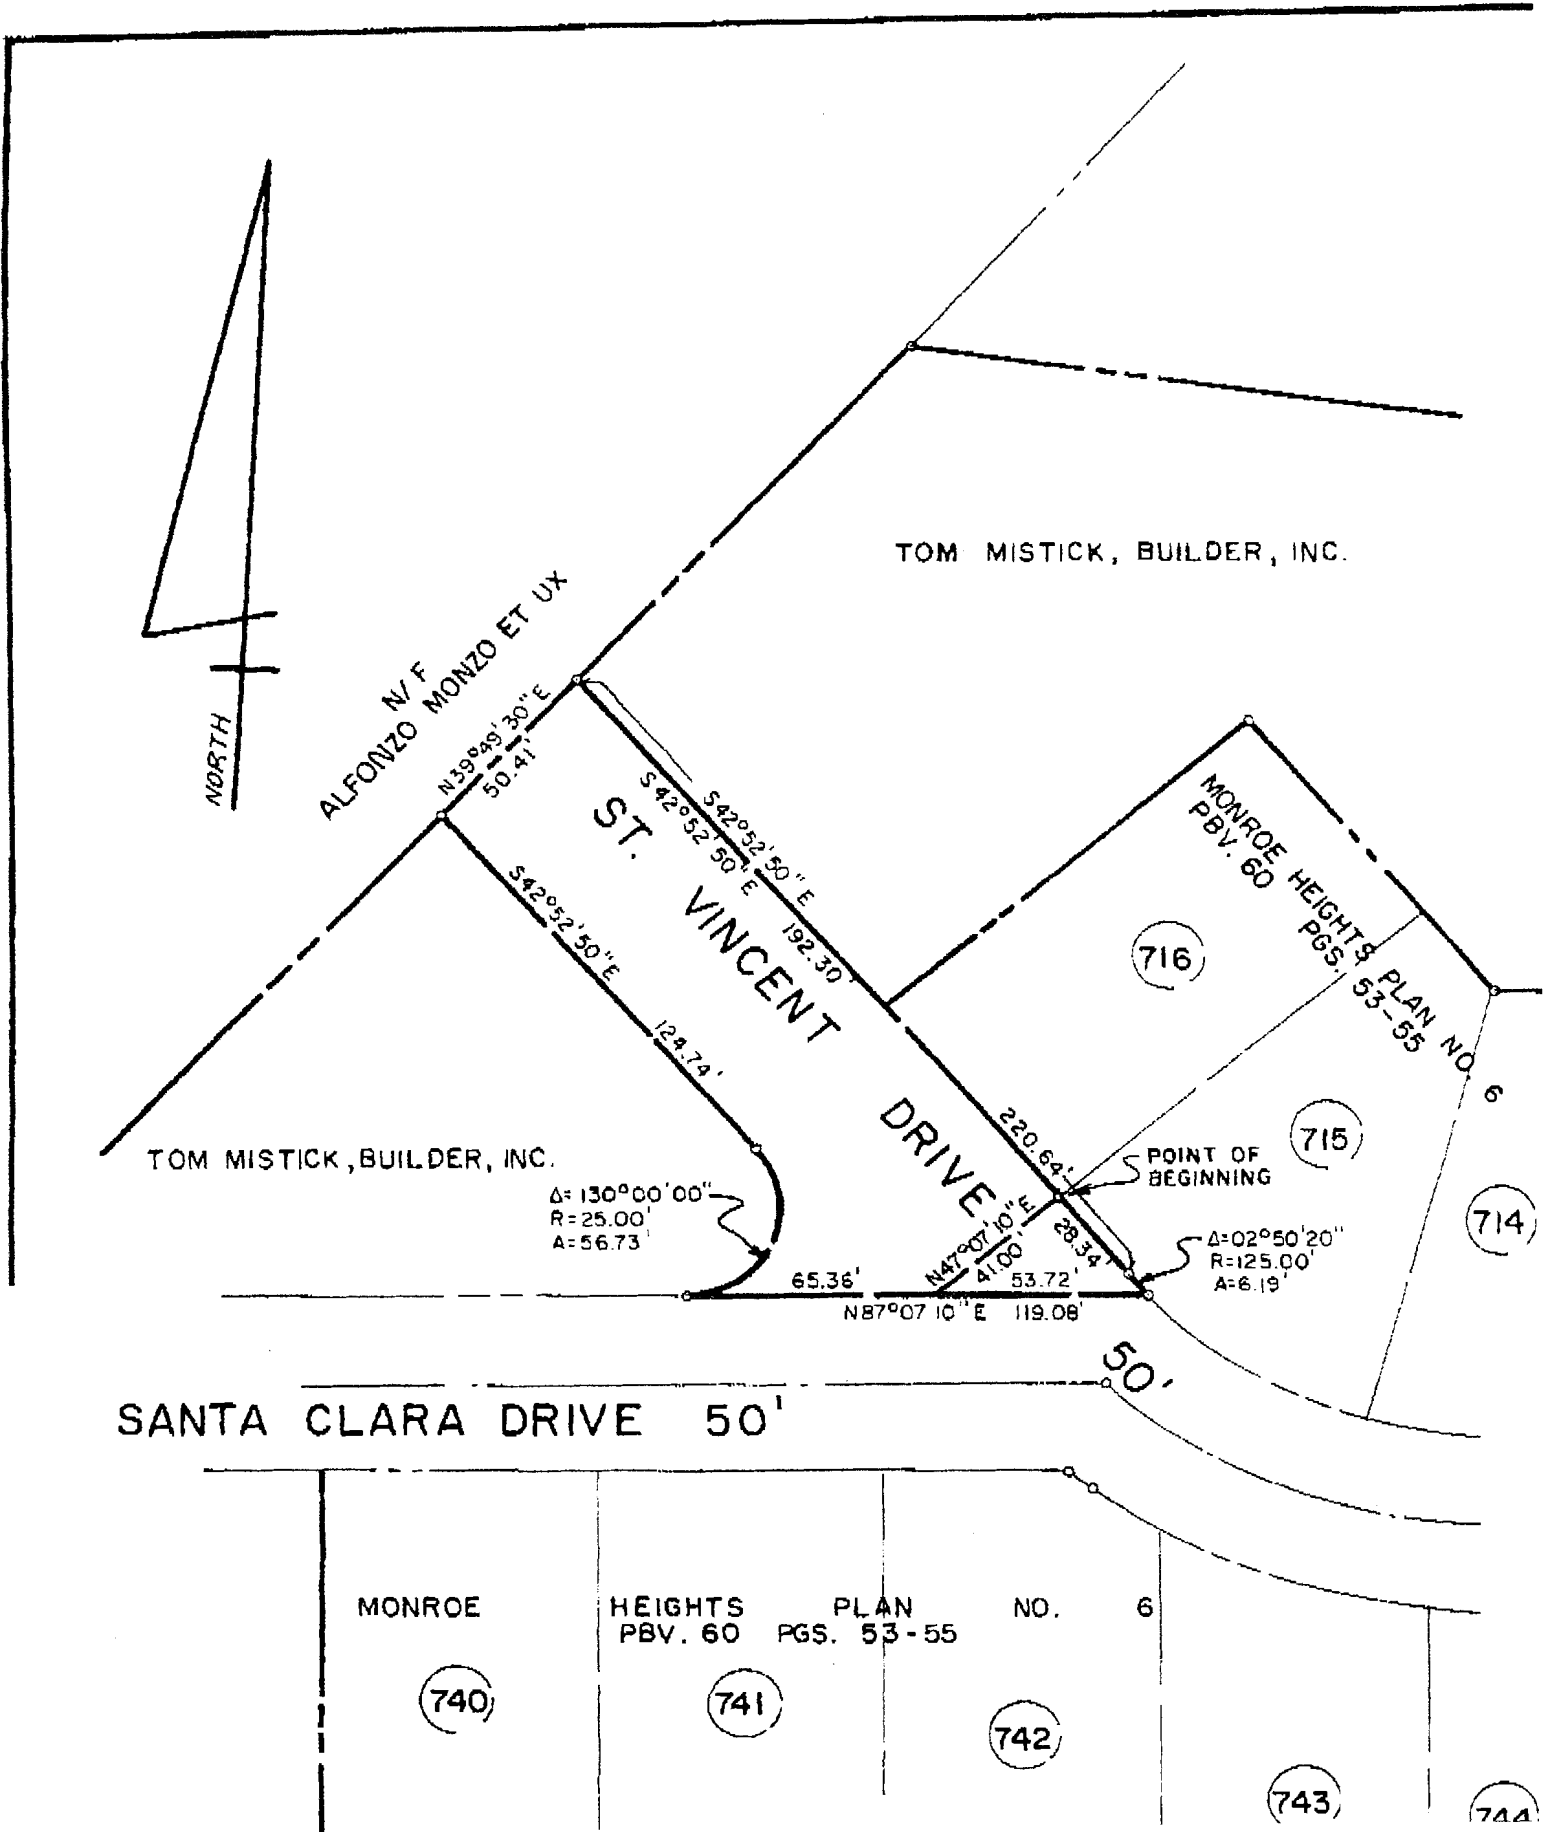 TOM MISTICK, BUILDER, INC.
N/F
ALFONZO MONZO ET UX
N39°49'30"E
50.41'
NORTH
S42°52'50"E
S42°52'50"E
192.30'
ST. VINCENT DRIVE
MONROE HEIGHTS PLAN NO. 6
PBV. 60 PGS. 53-55
716
S42°52'50"E
124.74'
220.64'
715
POINT OF
BEGINNING
714
TOM MISTICK, BUILDER, INC.
Δ=130°00'00"
R=25.00'
A=56.73'
N47°07'10"E
41.00'
28.34'
Δ=02°50'20"
R=125.00'
A=6.19'
65.36'
53.72'
N87°07 10"E 119.08'
50'
SANTA CLARA DRIVE 50'
MONROE HEIGHTS PLAN NO. 6
PBV. 60 PGS. 53-55
740
741
742
743
744